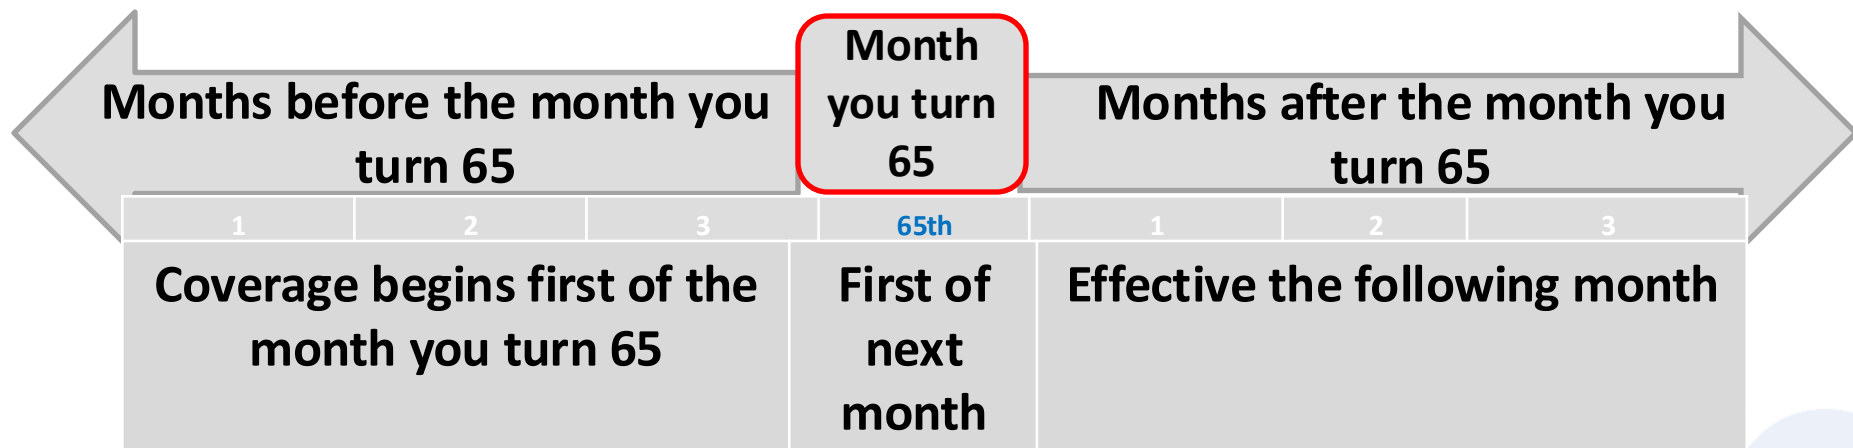 Months before the month you
turn 65
Month
you turn
65
Months after the month you
turn 65
1 2 3 65th 1 2 3
Coverage begins first of the
month you turn 65
First of
next
month
Effective the following month